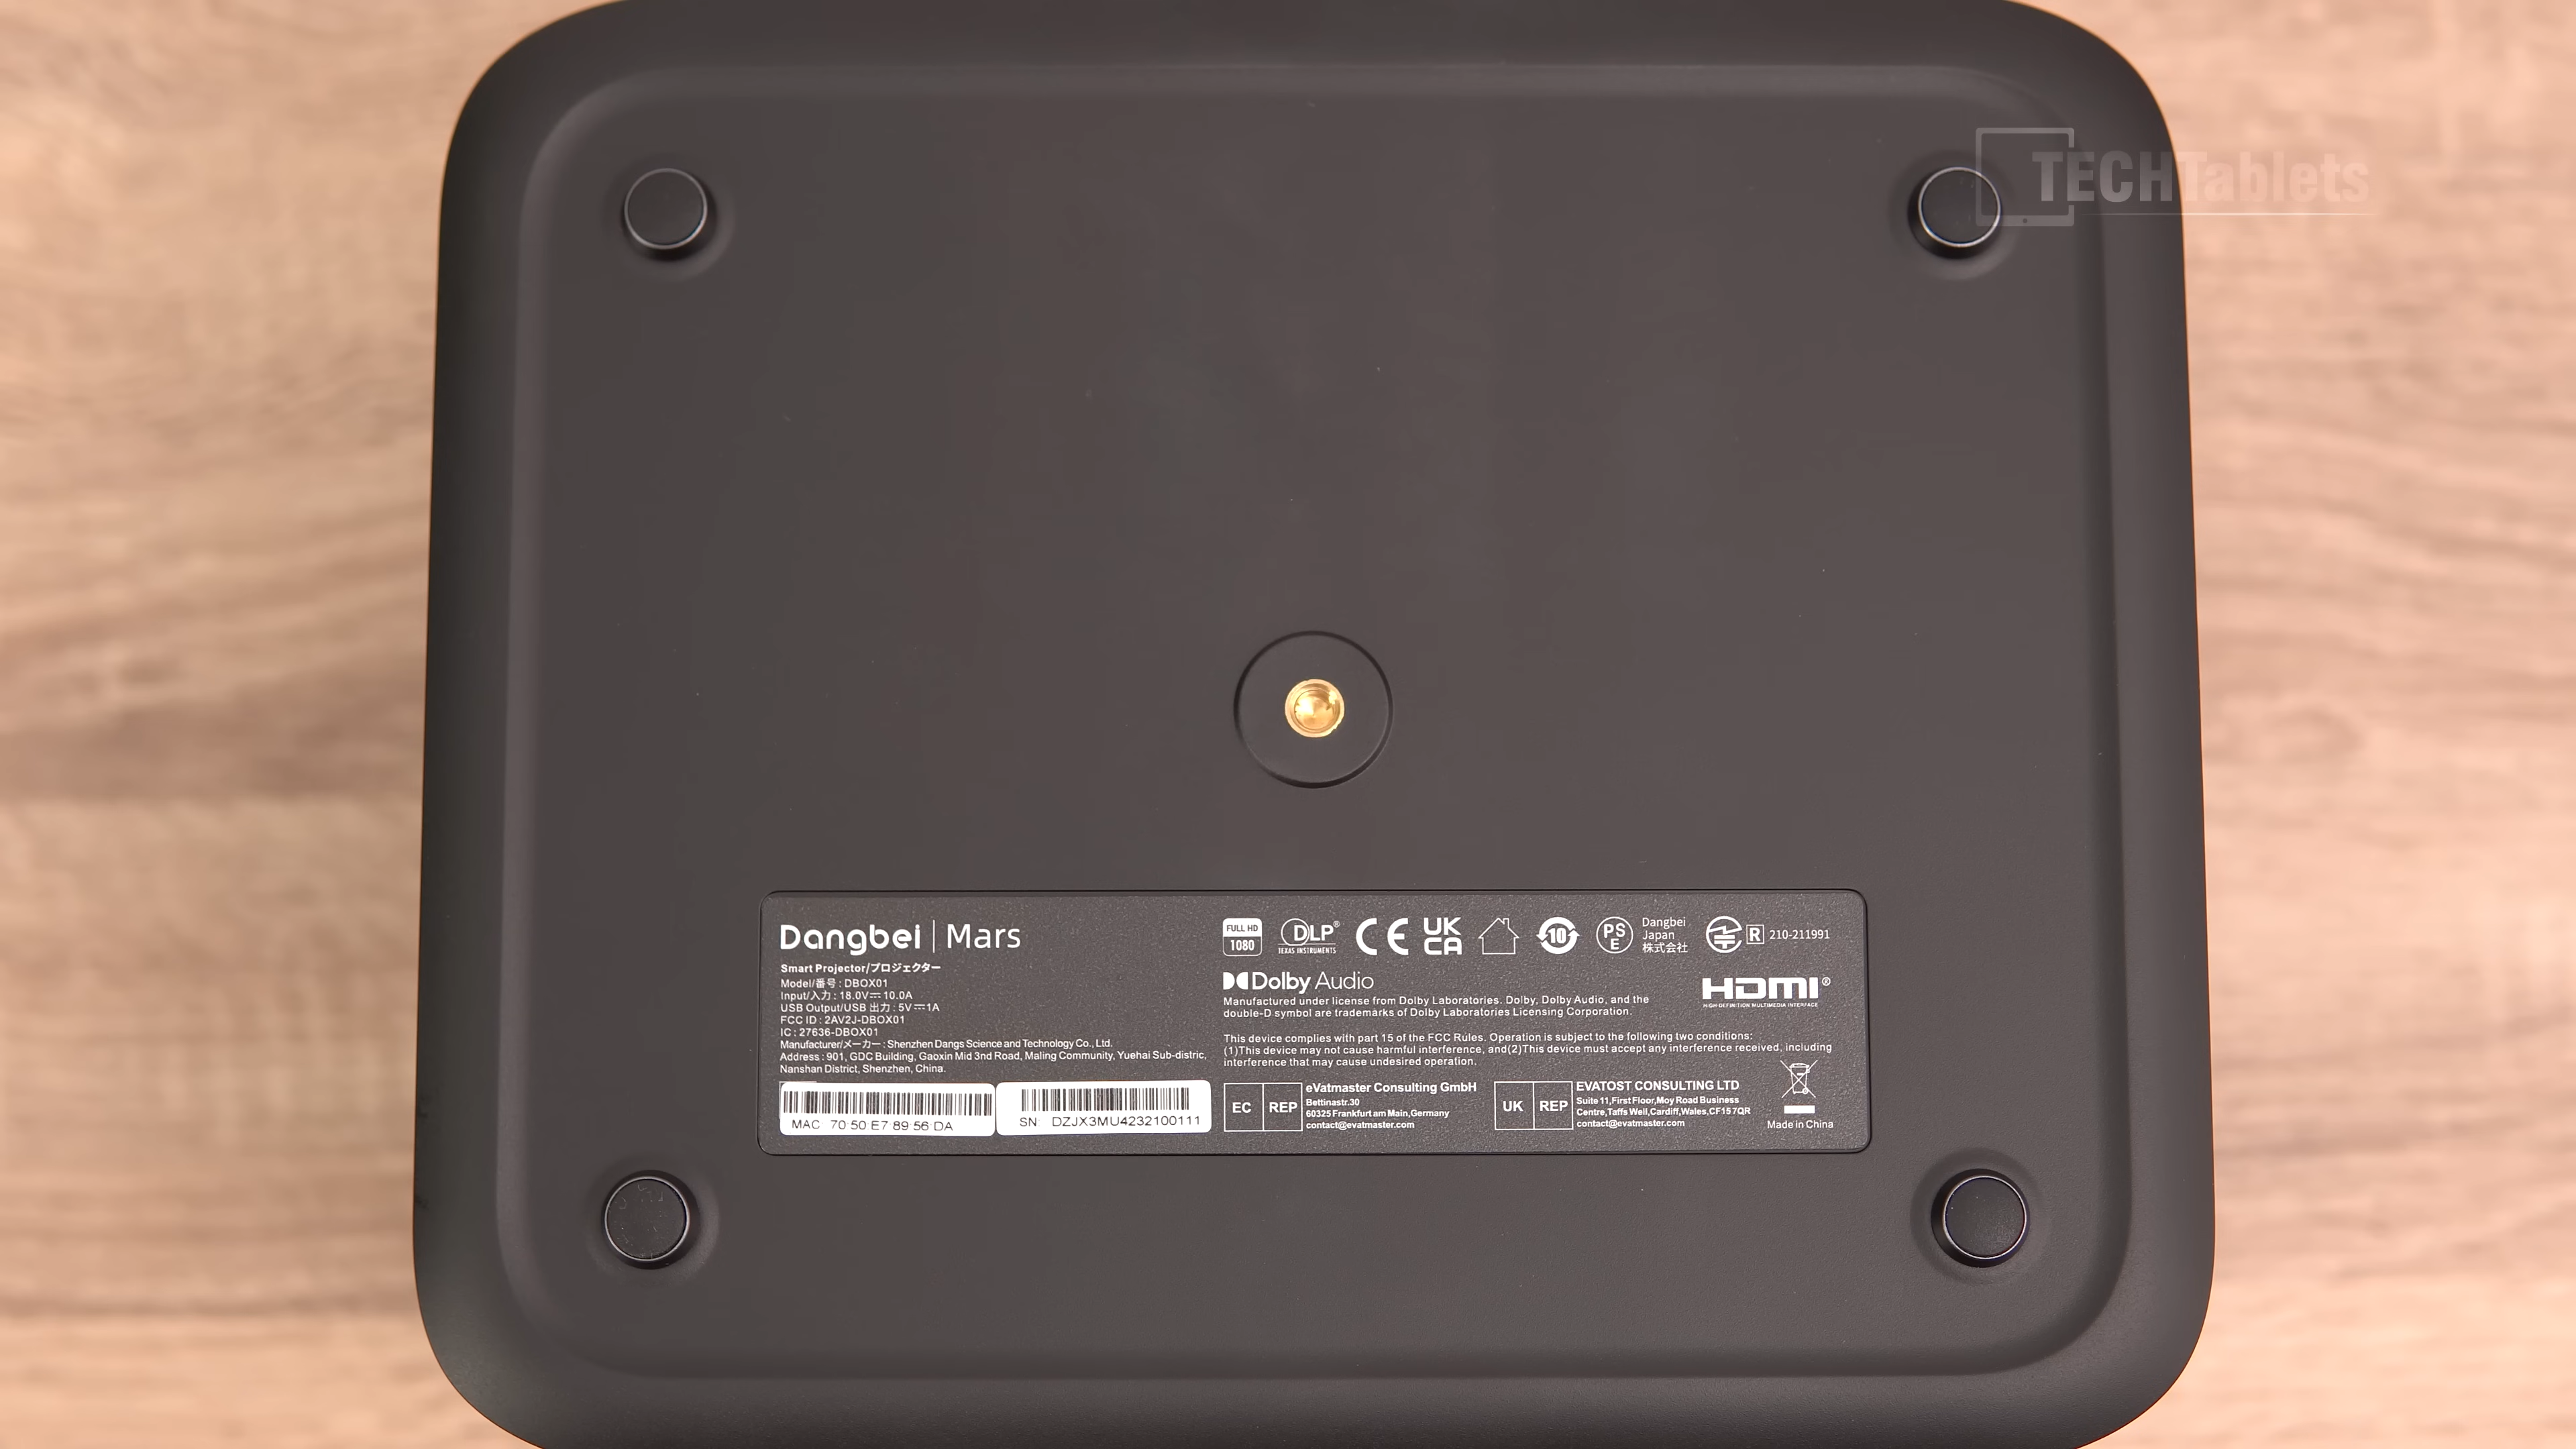 TECHTablets
Dangbei | Mars
Smart Projector/プロジェクター
Model/番号 : DBOX01
Input/入力 : 18.0V⎓10.0A
USB Output/USB 出力 : 5V⎓1A
FCC ID : 2AV2J-DBOX01
IC : 27636-DBOX01
Manufacturer/メーカー : Shenzhen Dangs Science and Technology Co., Ltd.
Address : 901, GDC Building, Gaoxin Mid 3nd Road, Maling Community, Yuehai Sub-distric,
Nanshan District, Shenzhen, China.
MAC 70 50 E7 89 56 DA
SN: DZJX3MU4232100111
FULL HD
1080
DLP®
TEXAS INSTRUMENTS
CE
UK
CA
10
PS
E
Dangbei
Japan
株式会社
R 210-211991
Dolby Audio
Manufactured under license from Dolby Laboratories. Dolby, Dolby Audio, and the
double-D symbol are trademarks of Dolby Laboratories Licensing Corporation.
HDMI®
HIGH-DEFINITION MULTIMEDIA INTERFACE
This device complies with part 15 of the FCC Rules. Operation is subject to the following two conditions:
(1)This device may not cause harmful interference, and(2)This device must accept any interference received, including
interference that may cause undesired operation.
EC REP
eVatmaster Consulting GmbH
Bettinastr.30
60325 Frankfurt am Main,Germany
contact@evatmaster.com
UK REP
EVATOST CONSULTING LTD
Suite 11,First Floor,Moy Road Business
Centre,Taffs Well,Cardiff,Wales,CF15 7QR
contact@evatmaster.com
Made in China